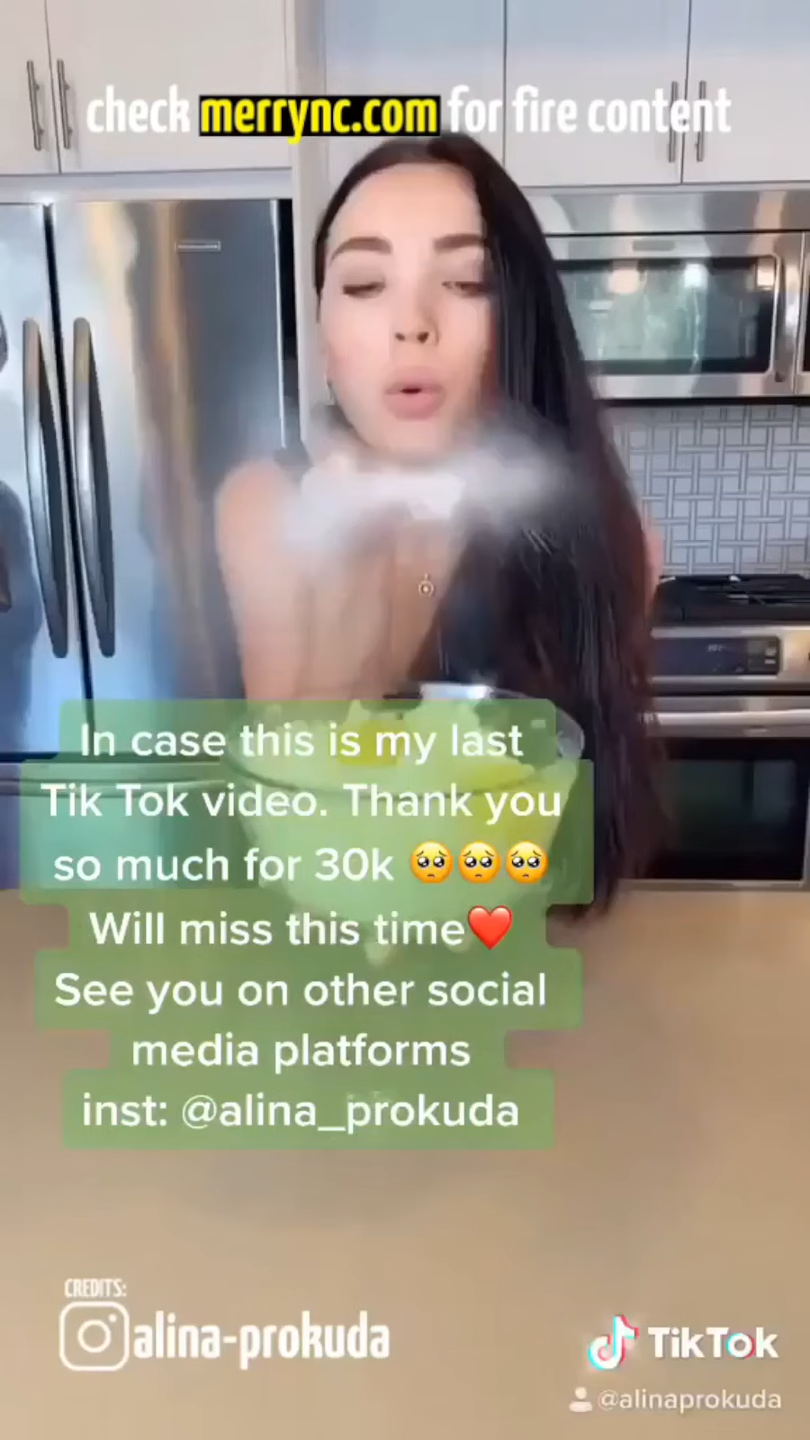 check merrync.com for fire content
In case this is my last
Tik Tok video. Thank you
so much for 30k 🥺🥺🥺
Will miss this time❤️
See you on other social
media platforms
inst: @alina_prokuda
CREDITS:
alina-prokuda
TikTok
@alinaprokuda